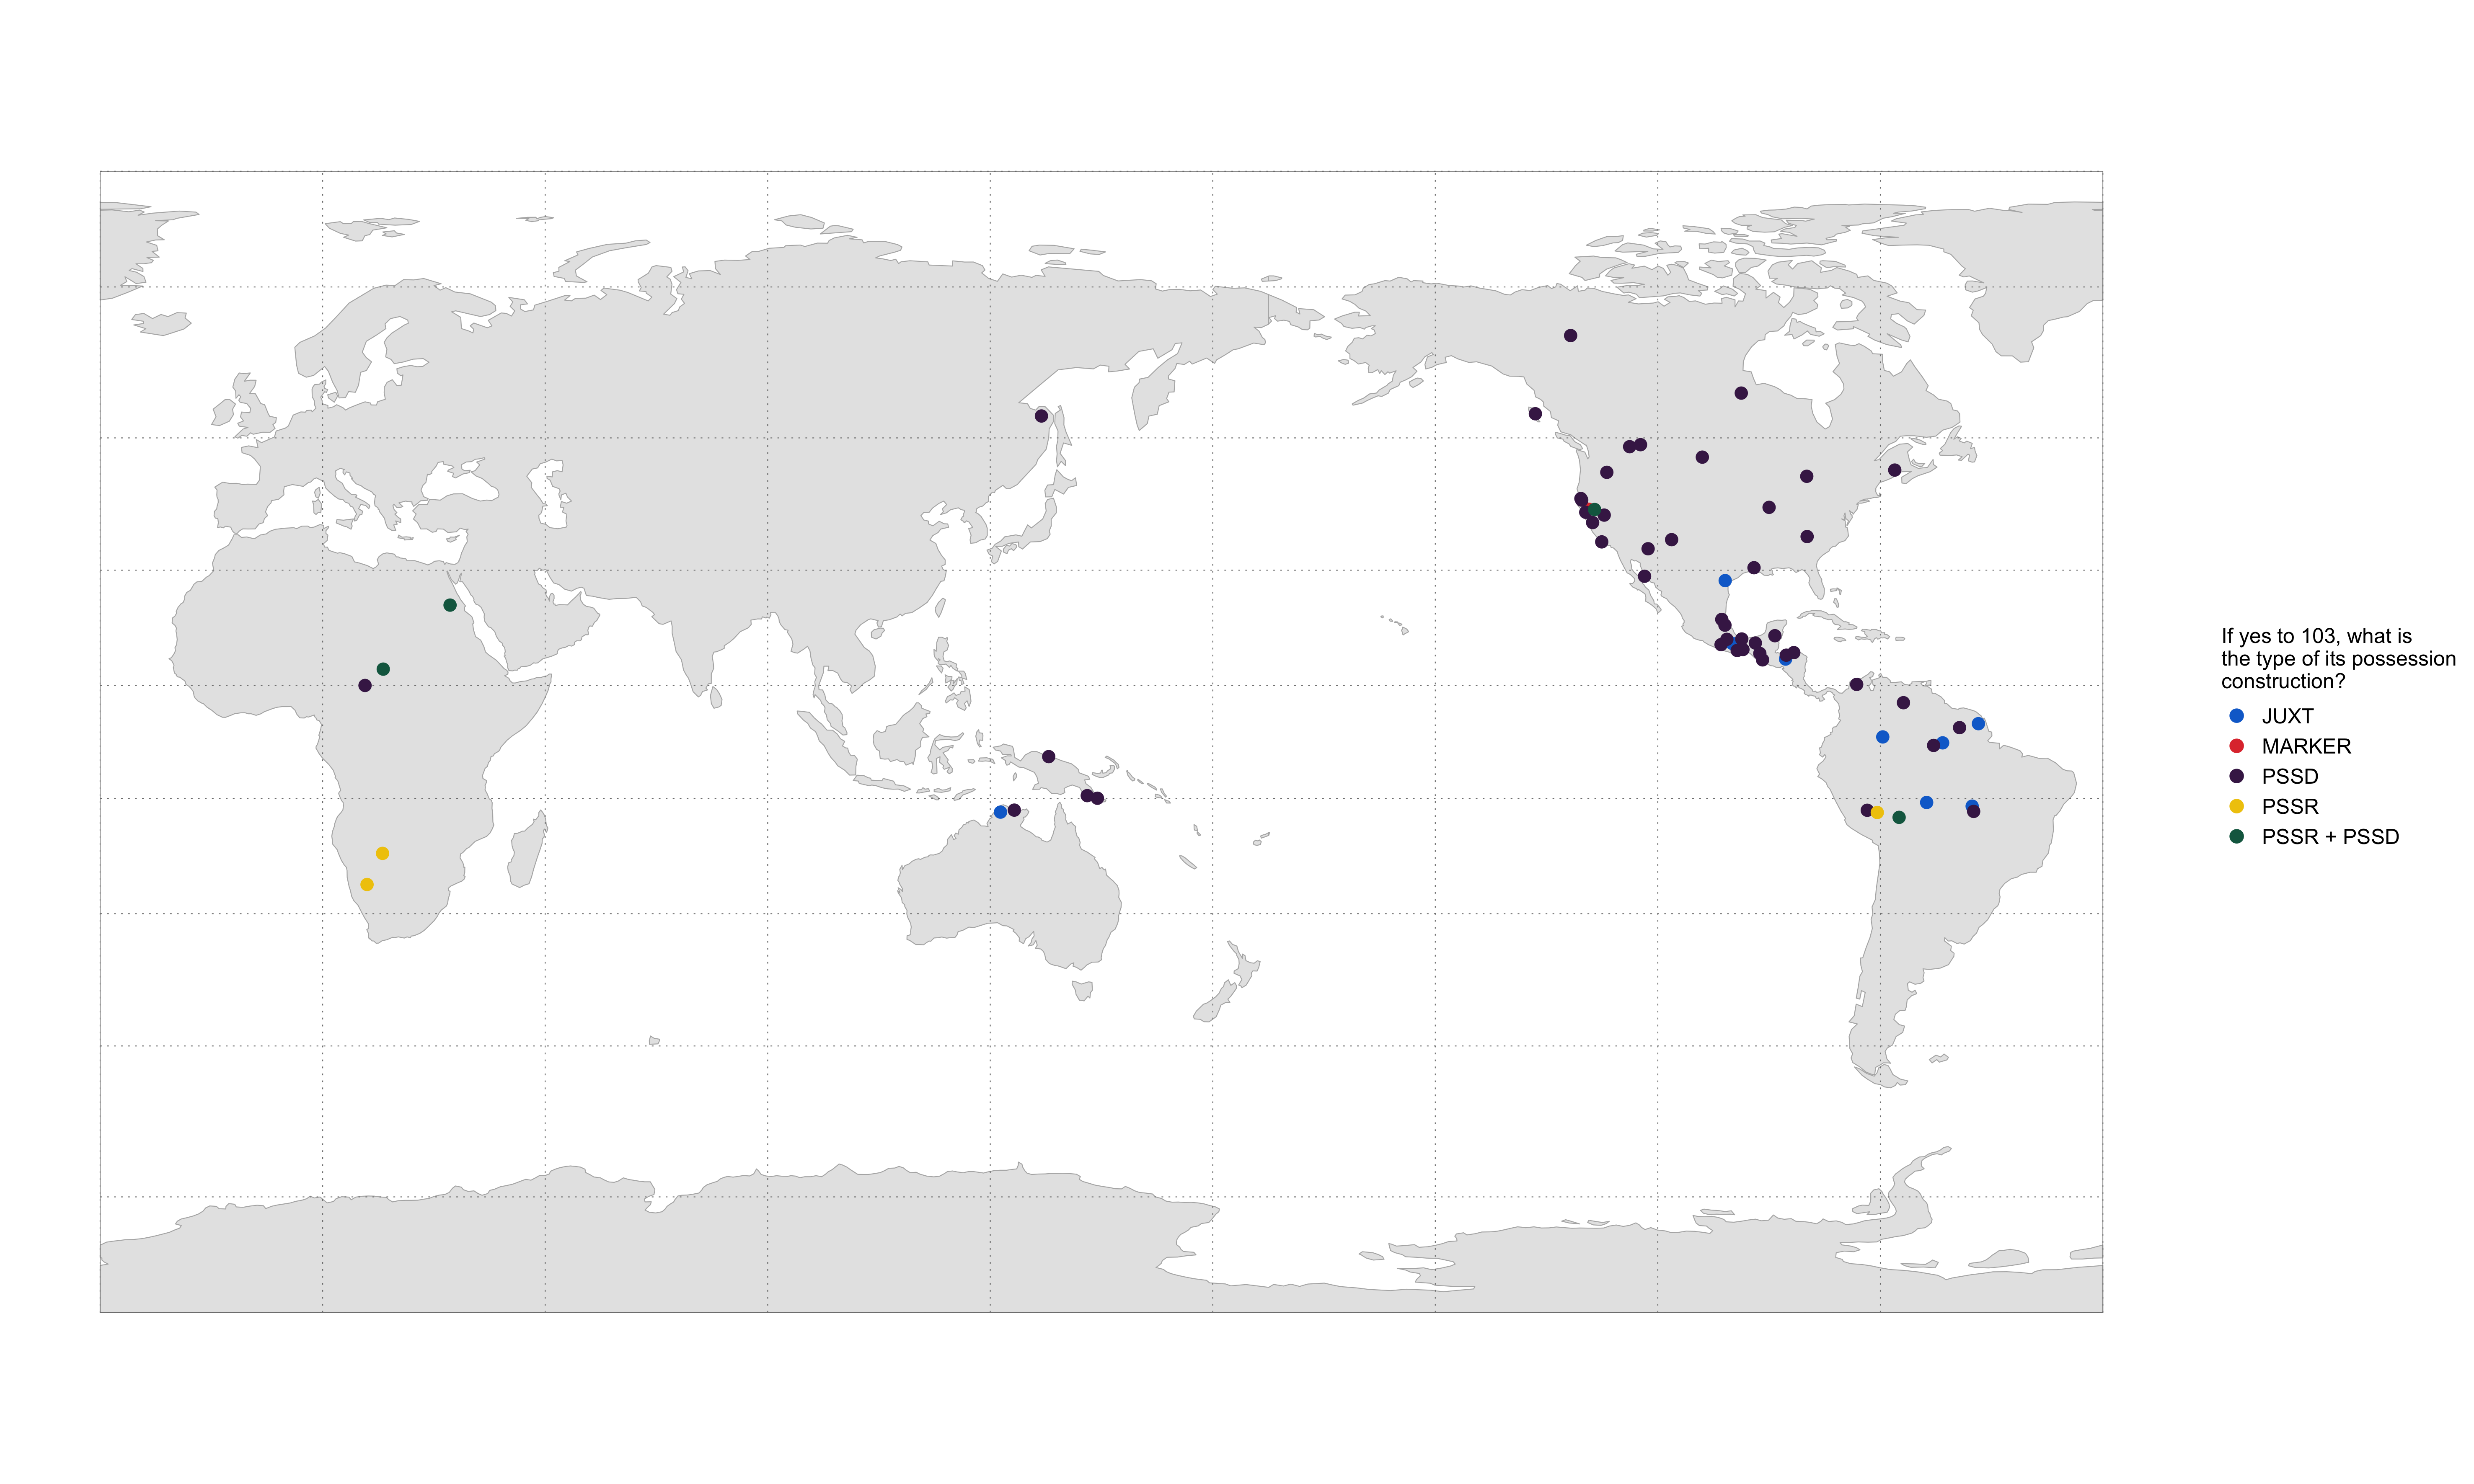 If yes to 103, what is
the type of its possession
construction?
JUXT
MARKER
PSSD
PSSR
PSSR + PSSD